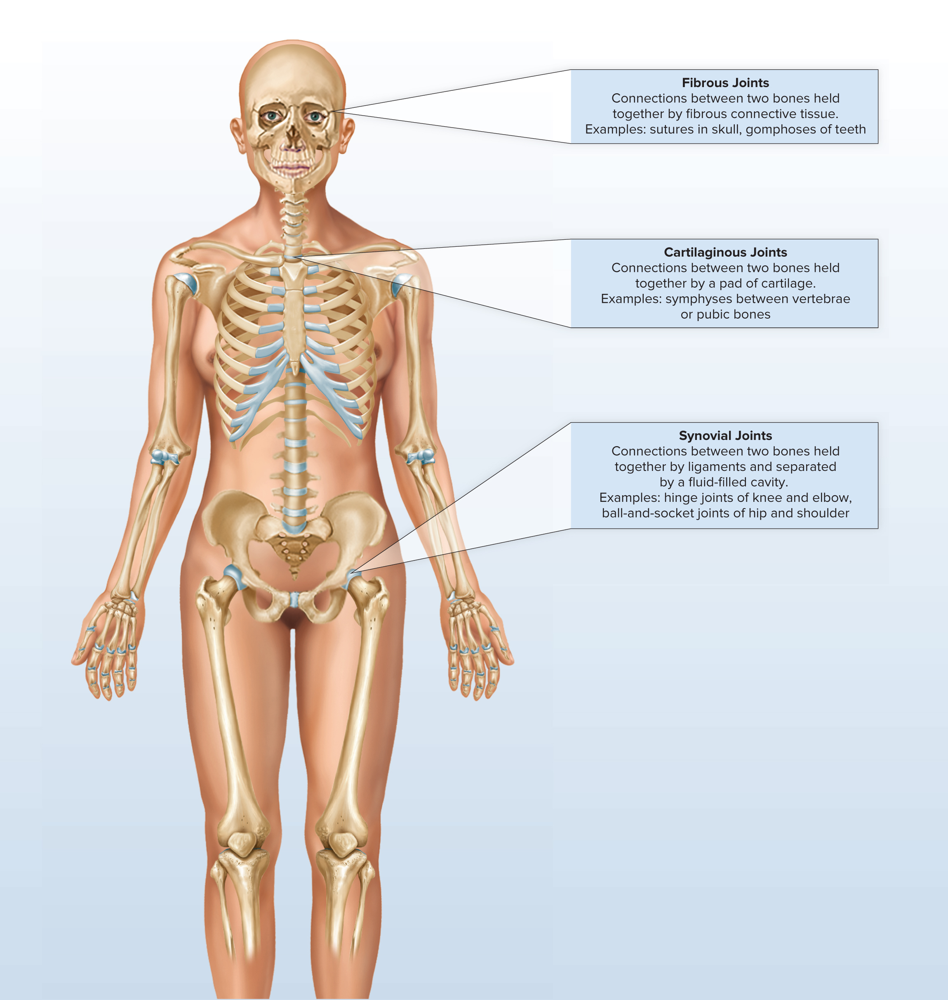 Fibrous Joints
Connections between two bones held
together by fibrous connective tissue.
Examples: sutures in skull, gomphoses of teeth
Cartilaginous Joints
Connections between two bones held
together by a pad of cartilage.
Examples: symphyses between vertebrae
or pubic bones
Synovial Joints
Connections between two bones held
together by ligaments and separated
by a fluid-filled cavity.
Examples: hinge joints of knee and elbow,
ball-and-socket joints of hip and shoulder